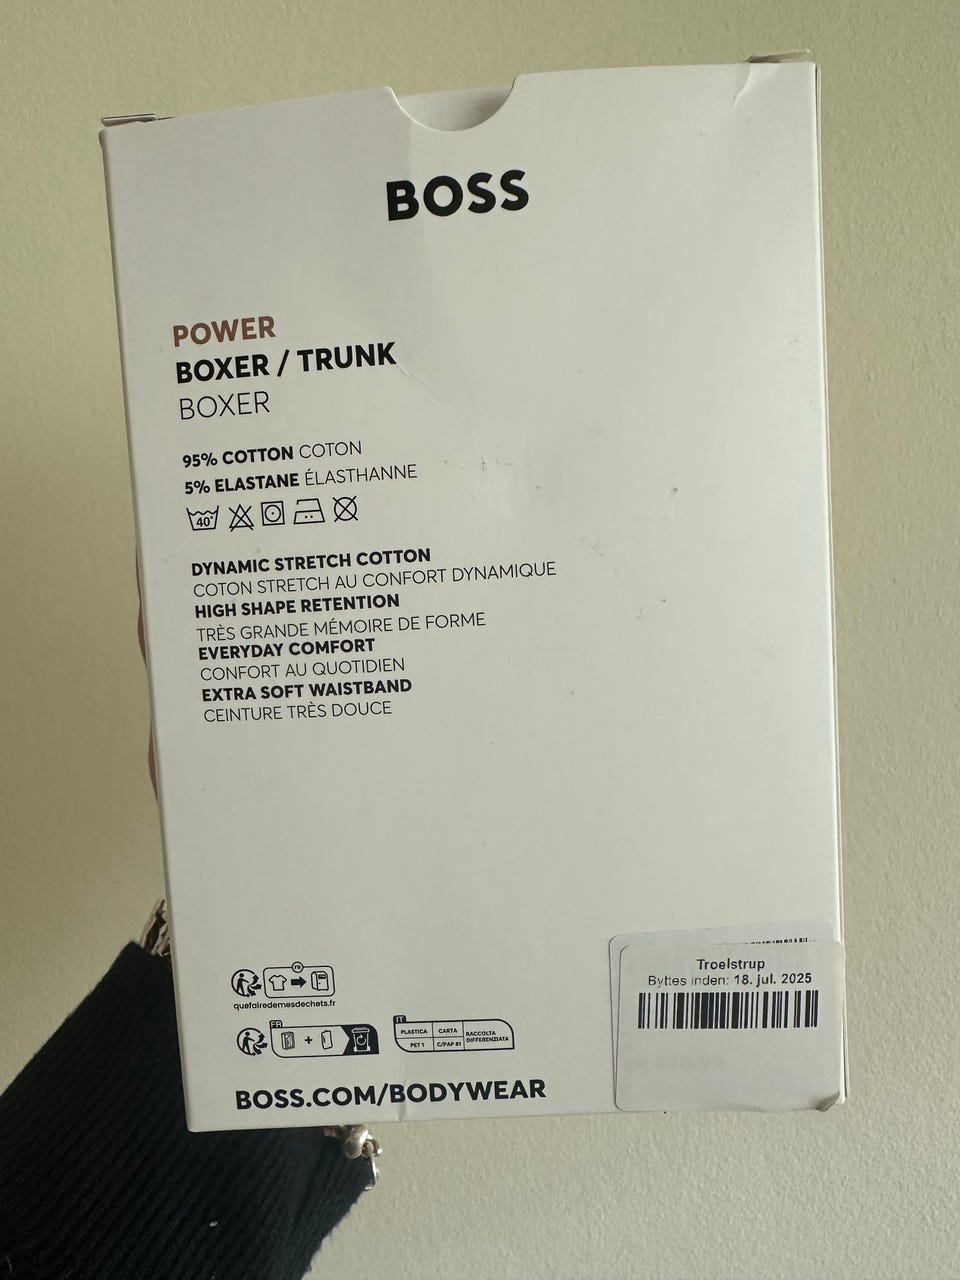 BOSS
POWER
BOXER / TRUNK
BOXER
95% COTTON COTON
5% ELASTANE ÉLASTHANNE
40°
DYNAMIC STRETCH COTTON
COTON STRETCH AU CONFORT DYNAMIQUE
HIGH SHAPE RETENTION
TRÈS GRANDE MÉMOIRE DE FORME
EVERYDAY COMFORT
CONFORT AU QUOTIDIEN
EXTRA SOFT WAISTBAND
CEINTURE TRÈS DOUCE
FR
quefairedemesdechets.fr
FR
+
IT
PLASTICA CARTA RACCOLTA DIFFERENZIATA
PET 1 C/PAP 81
BOSS.COM/BODYWEAR
Troelstrup
Byttes inden: 18. jul. 2025